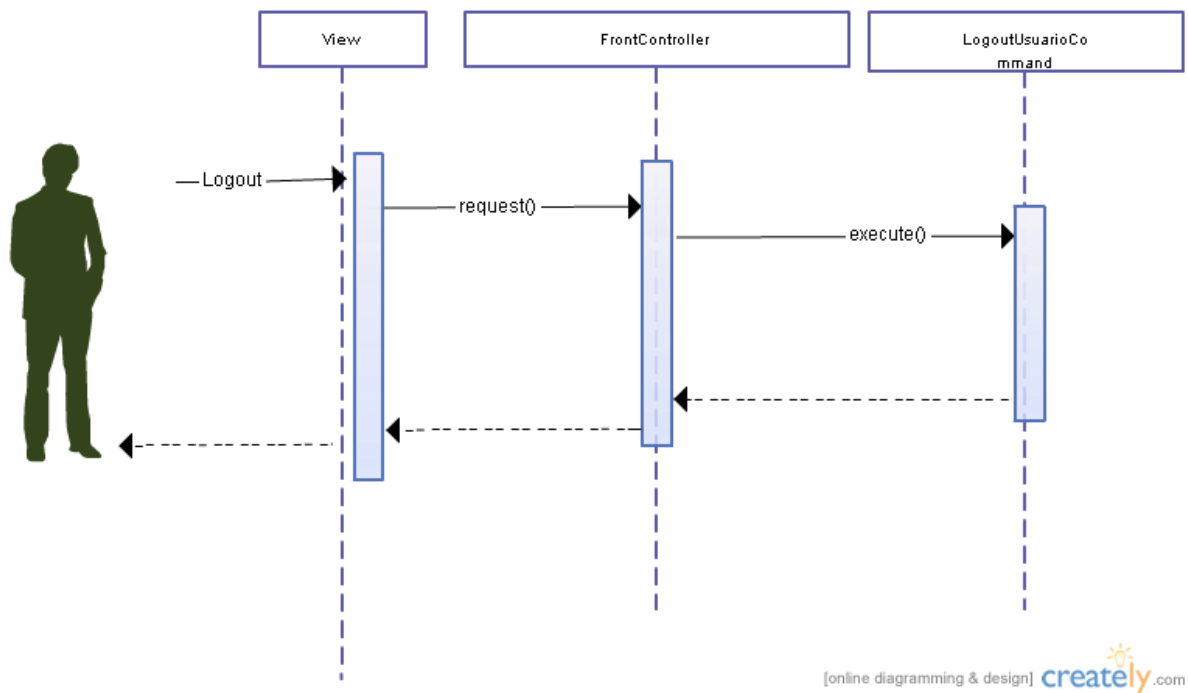 View
FrontController
LogoutUsuarioCo
mmand
Logout
request()
execute()
[online diagramming & design] creately.com